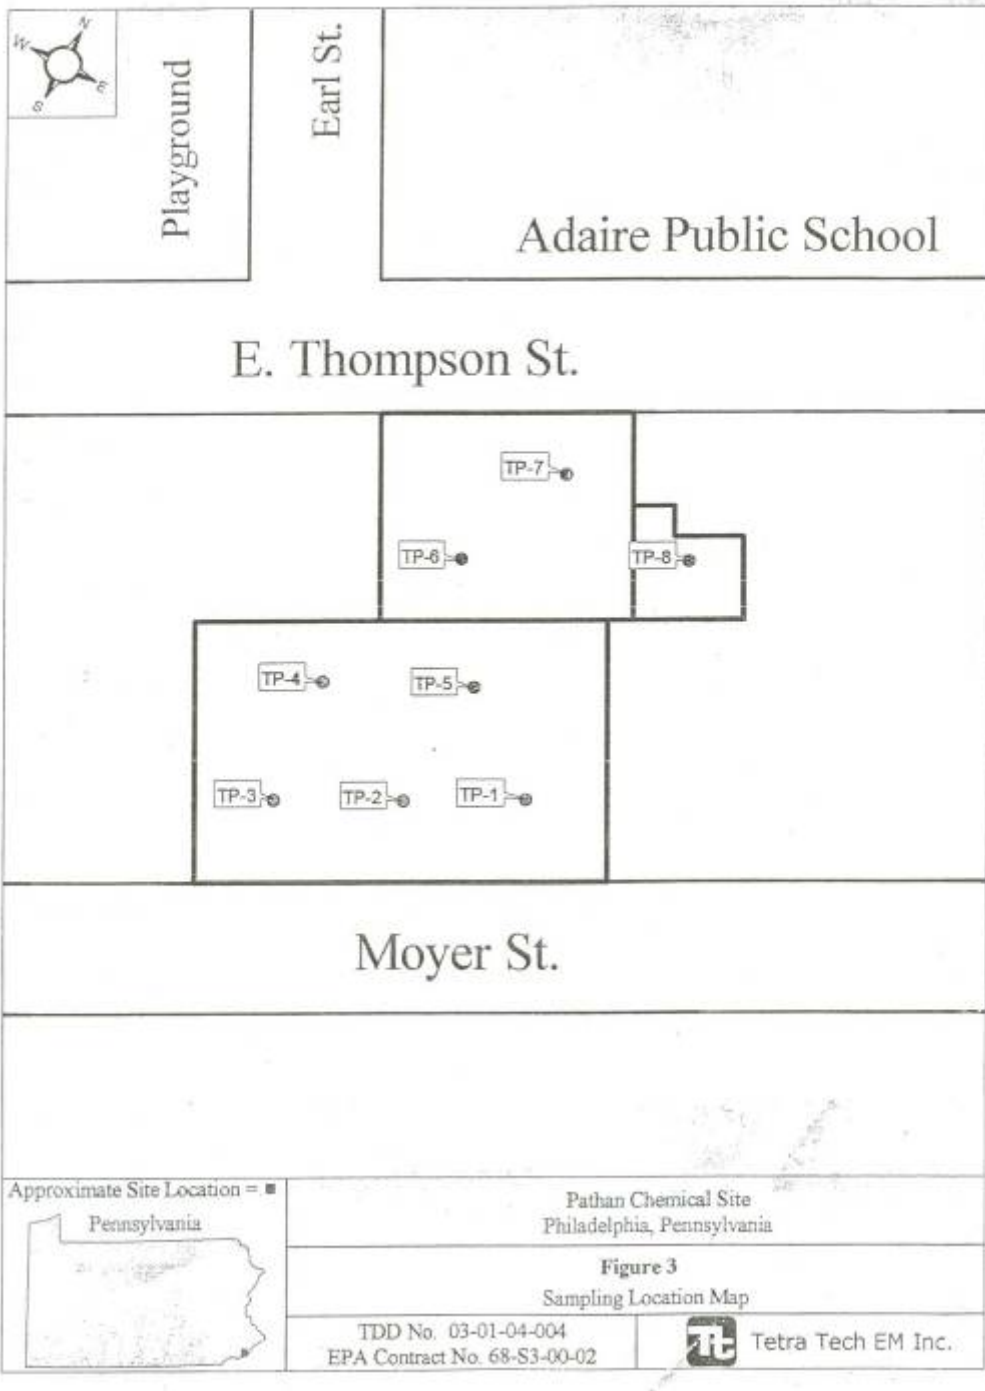 N
W
E
S
Playground
Earl St.
Adaire Public School
E. Thompson St.
TP-7
TP-6
TP-8
TP-4
TP-5
TP-3
TP-2
TP-1
Moyer St.
Approximate Site Location =
Pennsylvania
Pathan Chemical Site
Philadelphia, Pennsylvania
Figure 3
Sampling Location Map
TDD No. 03-01-04-004
EPA Contract No. 68-S3-00-02
Tt Tetra Tech EM Inc.